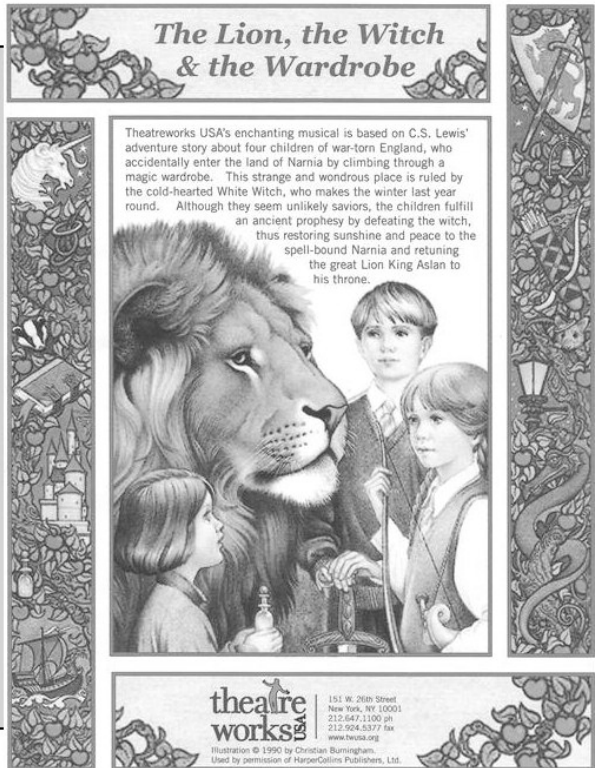 The Lion, the Witch
& the Wardrobe
Theatreworks USA's enchanting musical is based on C.S. Lewis'
adventure story about four children of war-torn England, who
accidentally enter the land of Narnia by climbing through a
magic wardrobe. This strange and wondrous place is ruled by
the cold-hearted White Witch, who makes the winter last year
round. Although they seem unlikely saviors, the children fulfill
an ancient prophesy by defeating the witch,
thus restoring sunshine and peace to the
spell-bound Narnia and retuning
the great Lion King Aslan to
his throne.
theatre
works USA
151 W. 26th Street
New York, NY 10001
212.647.1100 ph
212.924.5377 fax
www.twusa.org
Illustration © 1990 by Christian Burningham.
Used by permission of HarperCollins Publishers, Ltd.